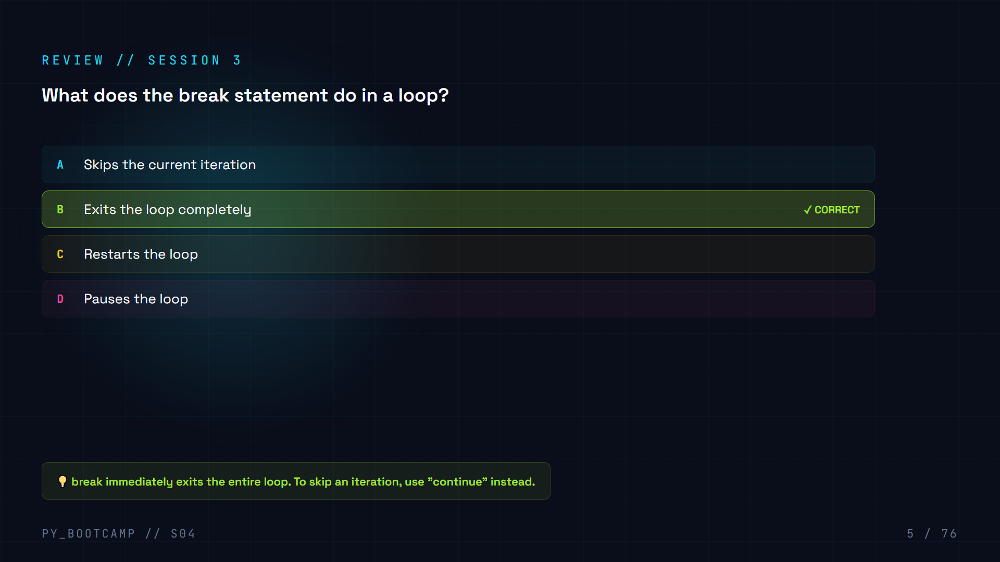 REVIEW // SESSION 3
What does the break statement do in a loop?
A Skips the current iteration
B Exits the loop completely ✓ CORRECT
C Restarts the loop
D Pauses the loop
💡 break immediately exits the entire loop. To skip an iteration, use ”continue” instead.
PY_BOOTCAMP // S04
5 / 76